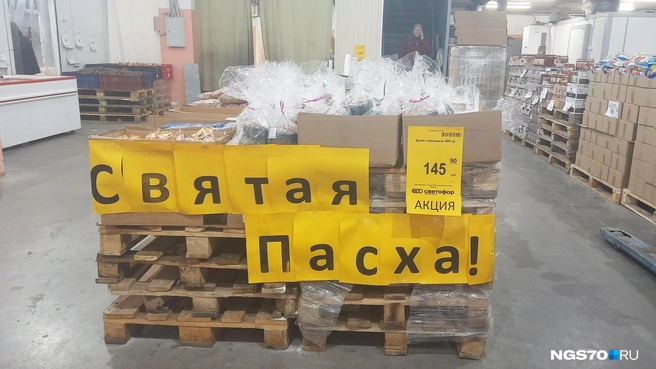 Святая
Пасха!
145 90
светофор
АКЦИЯ
NGS70.RU